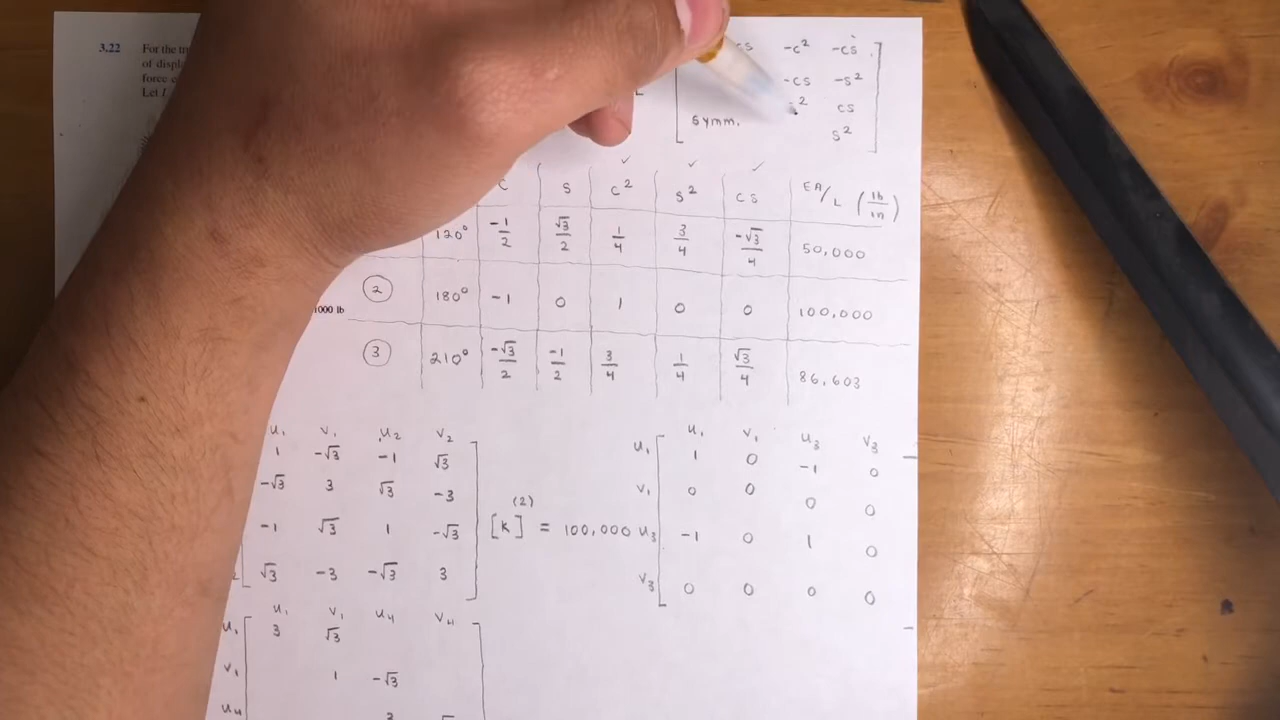 3.22 For the
of displa
force
Let
cs -c² -cs
-cs -s²
² cs
symm. s²
C S C² S² CS EA/L (lb/in)
120° -1/2 √3/2 1/4 3/4 -√3/4 50,000
② 180° -1 0 1 0 0 100,000
1000 lb
③ 210° -√3/2 -1/2 3/4 1/4 √3/4 86,603
u₁ v₁ u₂ v₂
1 -√3 -1 √3
-√3 3 √3 -3
-1 √3 1 -√3
√3 -3 -√3 3
[k]⁽²⁾ = 100,000
u₁ v₁ u₃ v₃
u₁ 1 0 -1 0
v₁ 0 0 0 0
u₃ -1 0 1 0
v₃ 0 0 0 0
u₁ v₁ u₄ v₄
u₁ 3 √3
v₁ 1 -√3
u₄